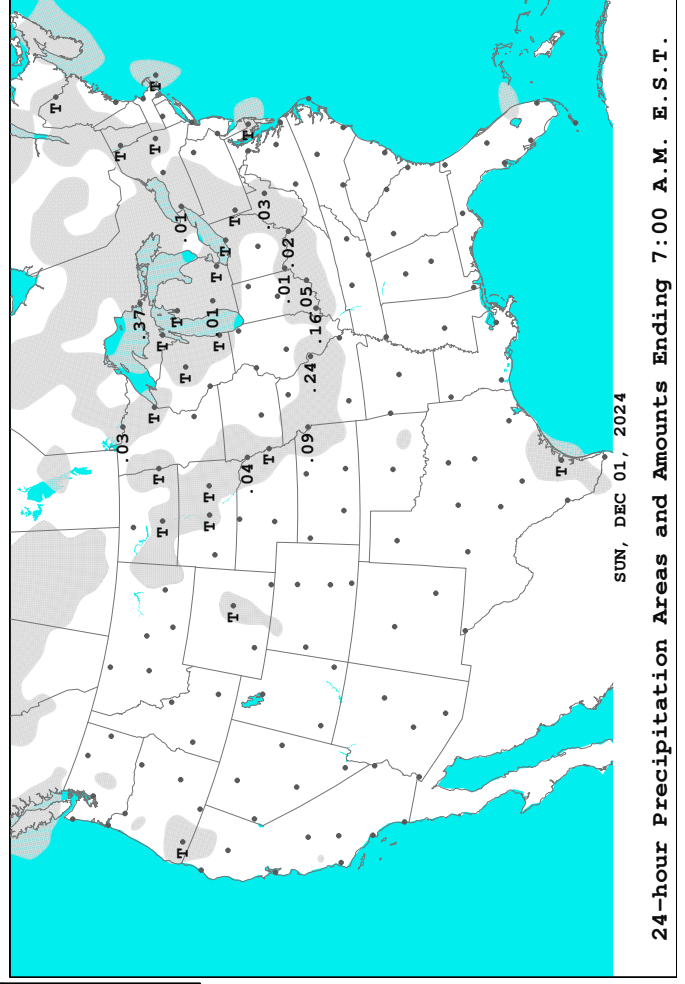 T
T
.03
.37
T
T
T
T
T
T
T
.01
T
T
T
T
.01
T
T
T
T
T
.04
T
.03
T
.01
.02
.05
.09
.24
.16
T
SUN, DEC 01, 2024
24-hour Precipitation Areas and Amounts Ending 7:00 A.M. E.S.T.